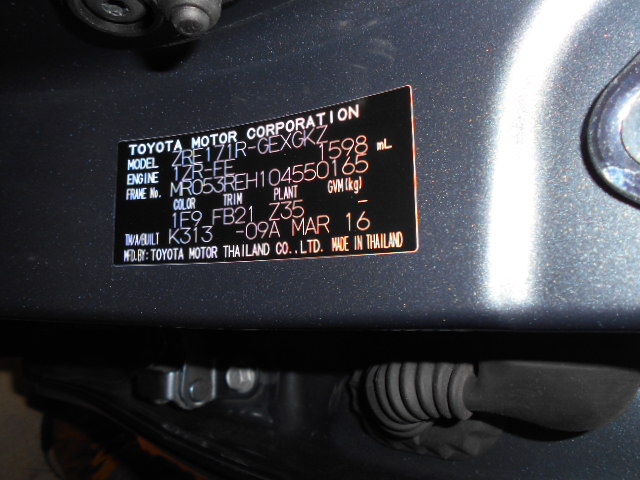 TOYOTA MOTOR CORPORATION
MODEL ZRE171R-GEXGKZ
ENGINE 1ZR-FE 1598 mL
FRAME No. MR053REH104550165
COLOR TRIM PLANT GVM(kg)
1F9 FB21 Z35 -
TM/A/BUILT K313 -09A MAR 16
MFD.BY: TOYOTA MOTOR THAILAND CO.,LTD. MADE IN THAILAND